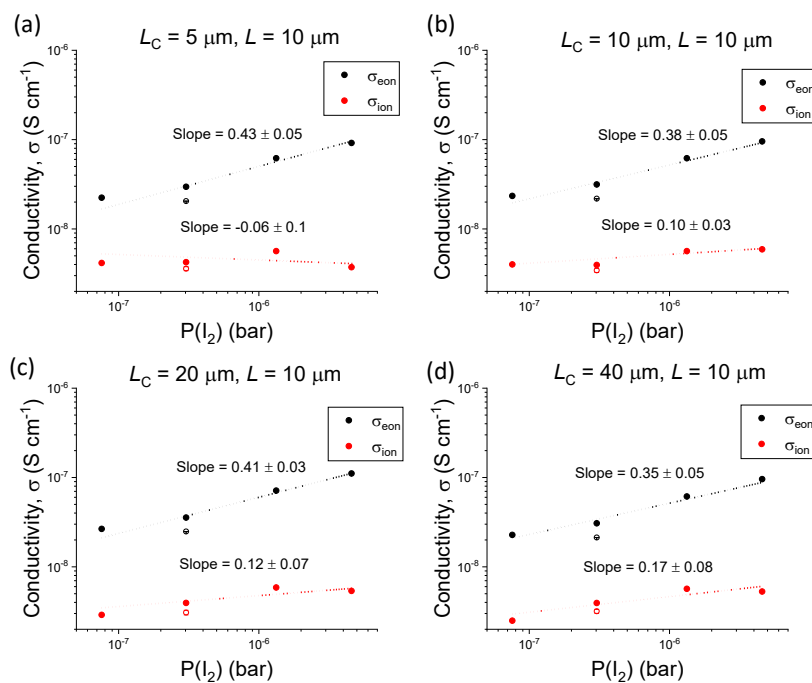 (a)
L_C = 5 μm, L = 10 μm
10^-6
10^-7
10^-8
Conductivity, σ (S cm^-1)
σ_eon
σ_ion
Slope = 0.43 ± 0.05
Slope = -0.06 ± 0.1
10^-7
10^-6
P(I_2) (bar)
(b)
L_C = 10 μm, L = 10 μm
10^-6
10^-7
10^-8
Conductivity, σ (S cm^-1)
σ_eon
σ_ion
Slope = 0.38 ± 0.05
Slope = 0.10 ± 0.03
10^-7
10^-6
P(I_2) (bar)
(c)
L_C = 20 μm, L = 10 μm
10^-6
10^-7
10^-8
Conductivity, σ (S cm^-1)
σ_eon
σ_ion
Slope = 0.41 ± 0.03
Slope = 0.12 ± 0.07
10^-7
10^-6
P(I_2) (bar)
(d)
L_C = 40 μm, L = 10 μm
10^-6
10^-7
10^-8
Conductivity, σ (S cm^-1)
σ_eon
σ_ion
Slope = 0.35 ± 0.05
Slope = 0.17 ± 0.08
10^-7
10^-6
P(I_2) (bar)